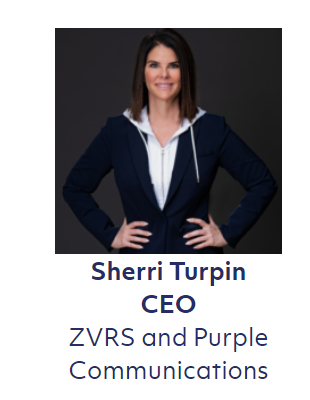 Sherri Turpin
CEO
ZVRS and Purple
Communications